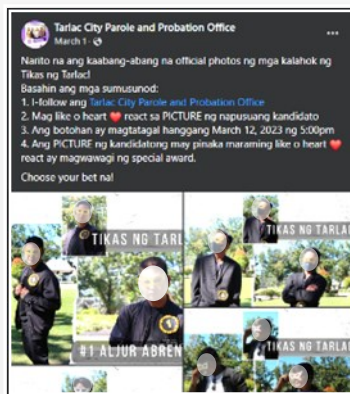 Tarlac City Parole and Probation Office
March 1 ·
Narito na ang kaabang-abang na official photos ng mga kalahok ng
Tikas ng Tarlac!
Basahin ang mga sumusunod:
1. I-follow ang Tarlac City Parole and Probation Office
2. Mag like o heart ❤️ react sa PICTURE ng napusuang kandidato
3. Ang botohan ay magtatagal hanggang March 12, 2023 ng 5:00pm
4. Ang PICTURE ng kandidatong may pinaka maraming like o heart ❤️
react ay magwawagi ng special award.
Choose your bet na!
TIKAS NG TARL
TIKAS NG TARLA
#1 ALJUR ABREN
TIKAS NG TARLA